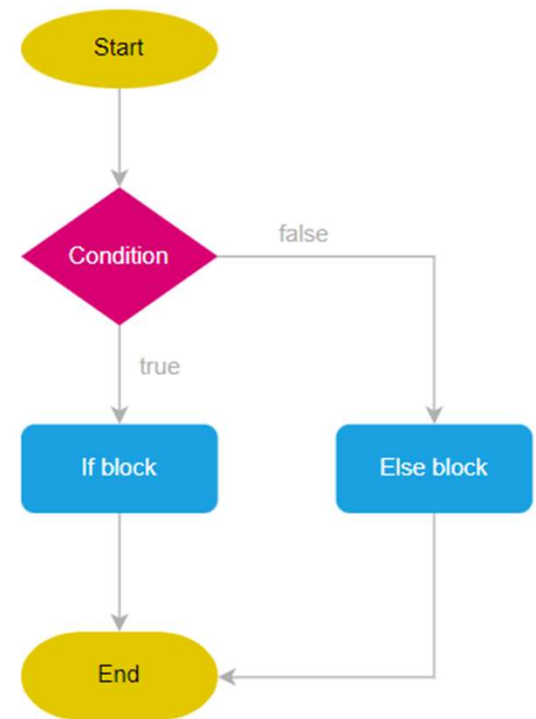 Start
Condition
false
true
If block
Else block
End